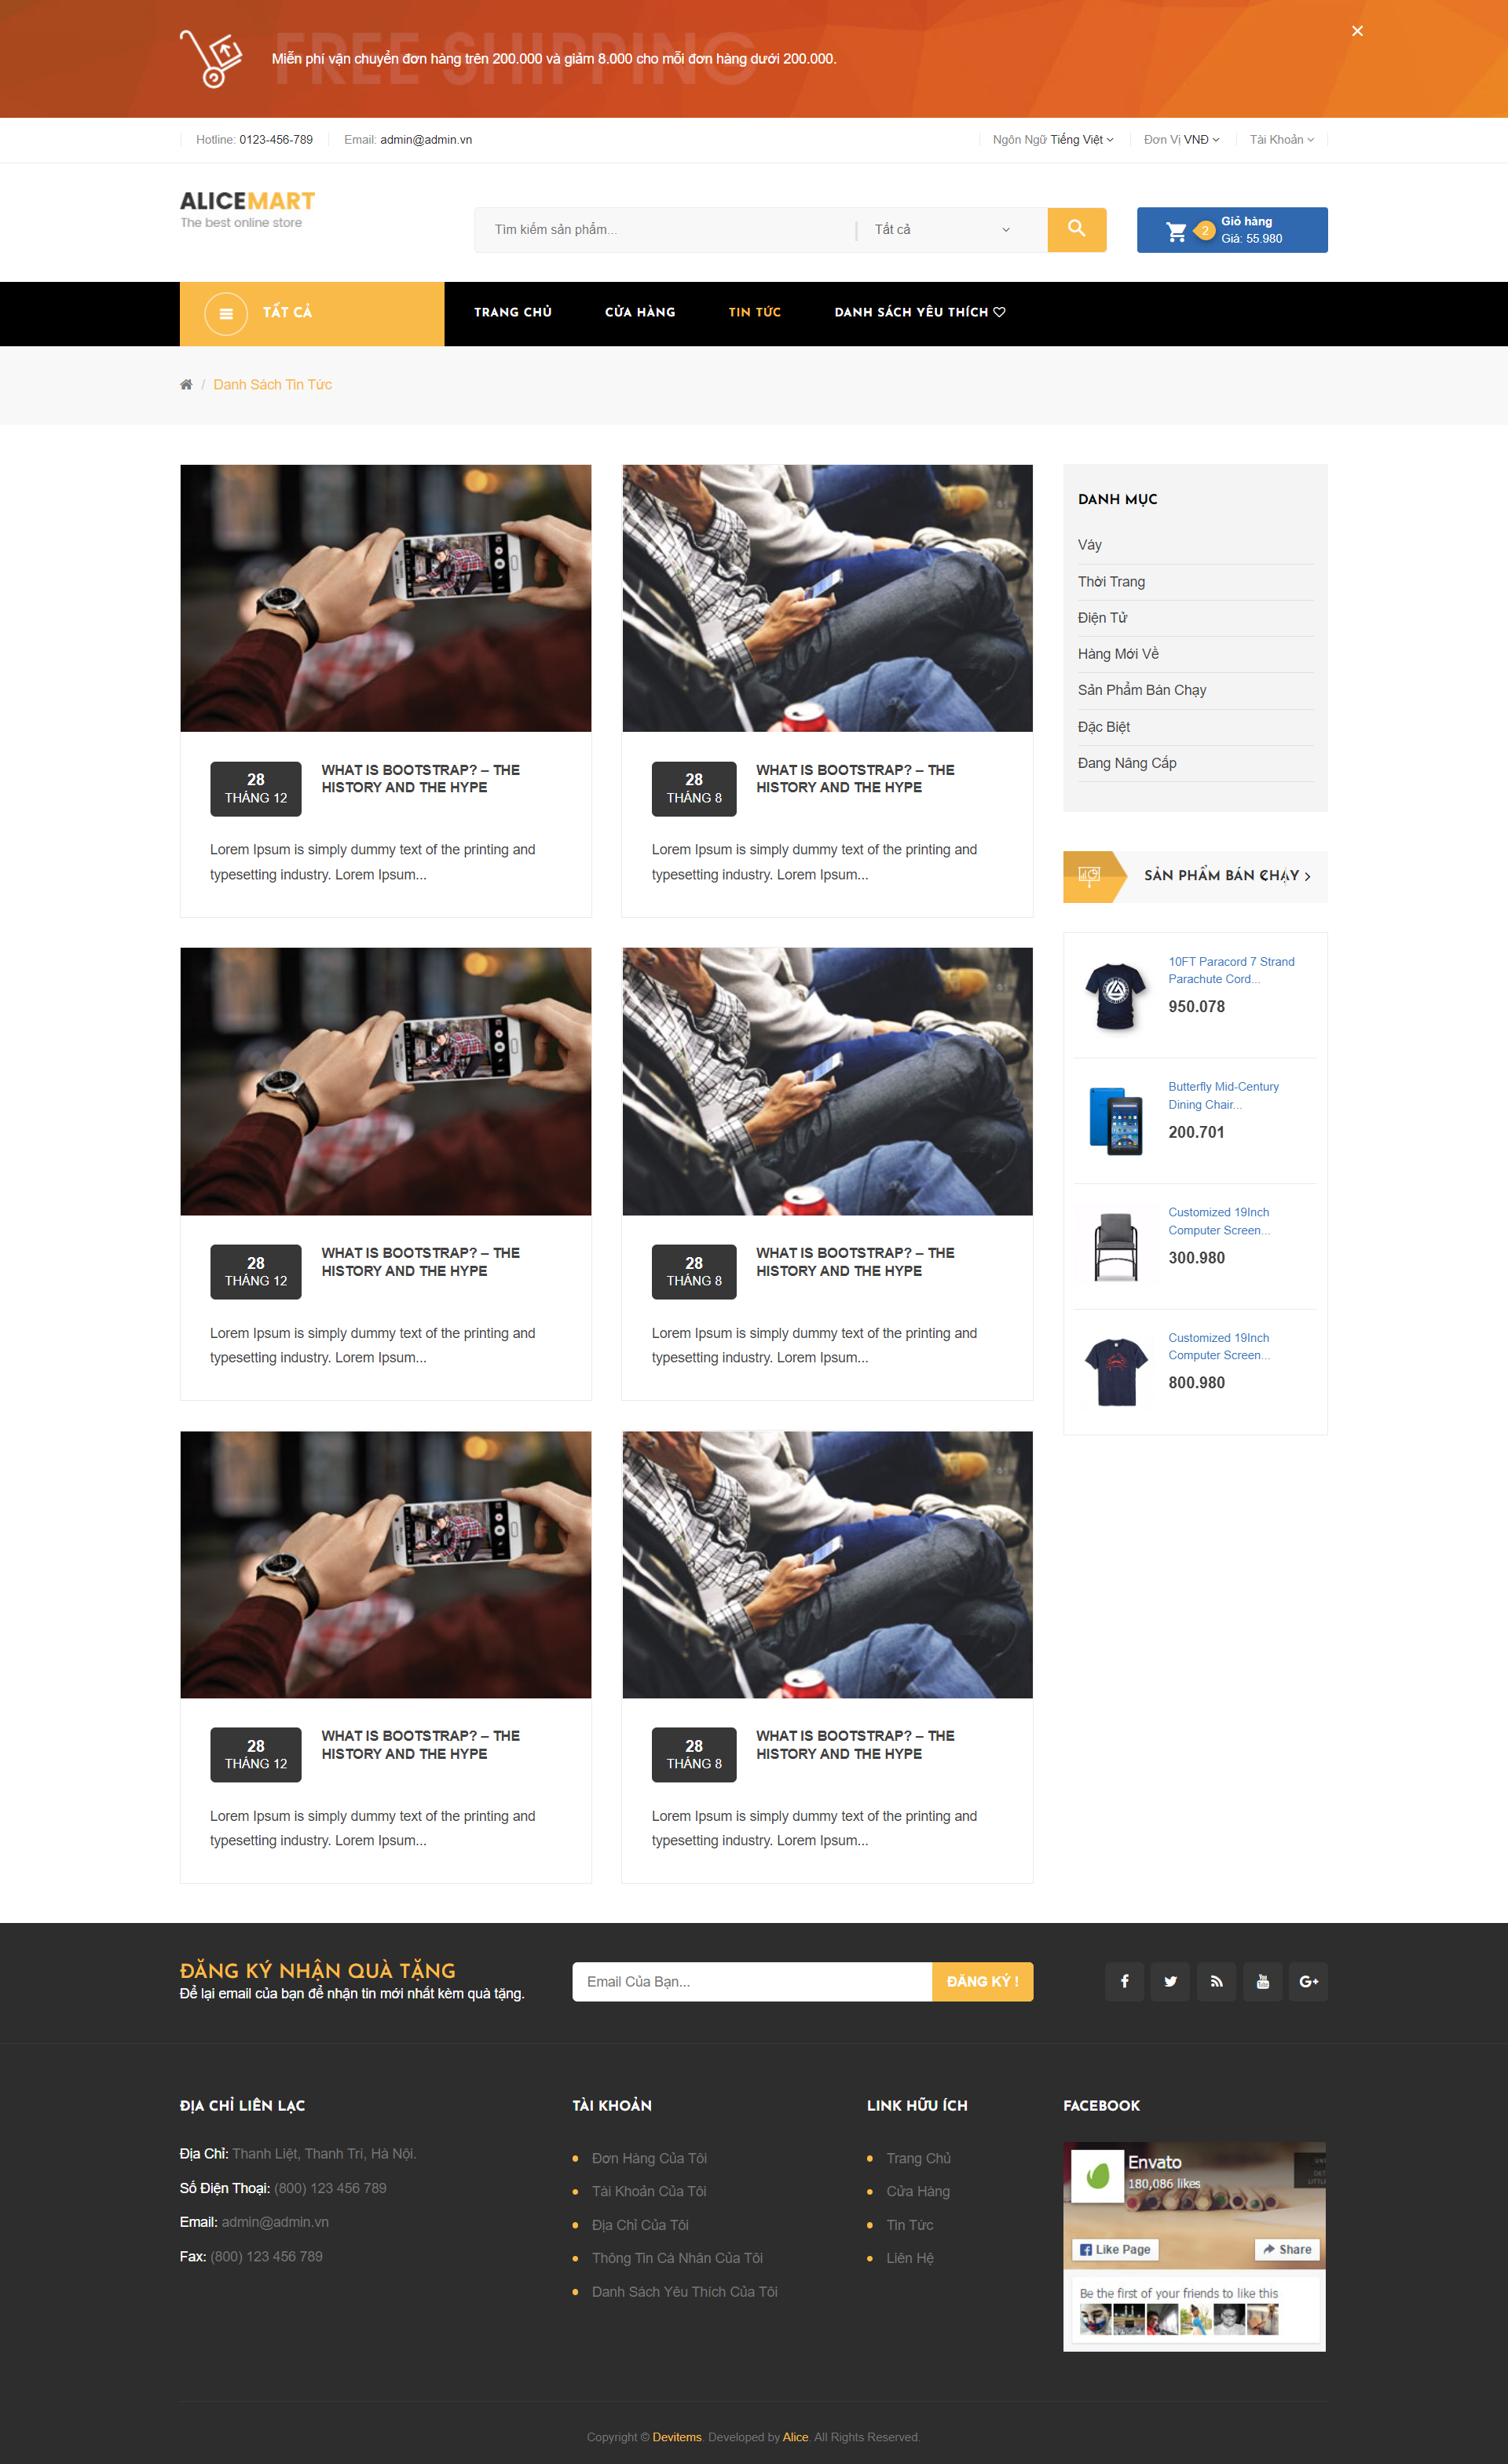 FREE SHIPPING
Miễn phí vận chuyển đơn hàng trên 200.000 và giảm 8.000 cho mỗi đơn hàng dưới 200.000.
Hotline: 0123-456-789
Email: admin@admin.vn
Ngôn Ngữ Tiếng Việt
Đơn Vị VNĐ
Tài Khoản
ALICEMART
The best online store
Tìm kiếm sản phẩm...
Tất cả
2
Giỏ hàng
Giá: 55.980
TẤT CẢ
TRANG CHỦ
CỬA HÀNG
TIN TỨC
DANH SÁCH YÊU THÍCH
/ Danh Sách Tin Tức
28
THÁNG 12
WHAT IS BOOTSTRAP? – THE
HISTORY AND THE HYPE
Lorem Ipsum is simply dummy text of the printing and
typesetting industry. Lorem Ipsum...
28
THÁNG 8
WHAT IS BOOTSTRAP? – THE
HISTORY AND THE HYPE
Lorem Ipsum is simply dummy text of the printing and
typesetting industry. Lorem Ipsum...
28
THÁNG 12
WHAT IS BOOTSTRAP? – THE
HISTORY AND THE HYPE
Lorem Ipsum is simply dummy text of the printing and
typesetting industry. Lorem Ipsum...
28
THÁNG 8
WHAT IS BOOTSTRAP? – THE
HISTORY AND THE HYPE
Lorem Ipsum is simply dummy text of the printing and
typesetting industry. Lorem Ipsum...
28
THÁNG 12
WHAT IS BOOTSTRAP? – THE
HISTORY AND THE HYPE
Lorem Ipsum is simply dummy text of the printing and
typesetting industry. Lorem Ipsum...
28
THÁNG 8
WHAT IS BOOTSTRAP? – THE
HISTORY AND THE HYPE
Lorem Ipsum is simply dummy text of the printing and
typesetting industry. Lorem Ipsum...
DANH MỤC
Váy
Thời Trang
Điện Tử
Hàng Mới Về
Sản Phẩm Bán Chạy
Đặc Biệt
Đang Nâng Cấp
SẢN PHẨM BÁN CHẠY
10FT Paracord 7 Strand
Parachute Cord...
950.078
Butterfly Mid-Century
Dining Chair...
200.701
Customized 19Inch
Computer Screen...
300.980
Customized 19Inch
Computer Screen...
800.980
ĐĂNG KÝ NHẬN QUÀ TẶNG
Để lại email của bạn để nhận tin mới nhất kèm quà tặng.
Email Của Bạn...
ĐĂNG KÝ !
ĐỊA CHỈ LIÊN LẠC
Địa Chỉ: Thanh Liệt, Thanh Trí, Hà Nội.
Số Điện Thoại: (800) 123 456 789
Email: admin@admin.vn
Fax: (800) 123 456 789
TÀI KHOẢN
Đơn Hàng Của Tôi
Tài Khoản Của Tôi
Địa Chỉ Của Tôi
Thông Tin Cá Nhân Của Tôi
Danh Sách Yêu Thích Của Tôi
LINK HỮU ÍCH
Trang Chủ
Cửa Hàng
Tin Tức
Liên Hệ
FACEBOOK
Envato
180,086 likes
Like Page
Share
Be the first of your friends to like this
Copyright © Devitems. Developed by Alice. All Rights Reserved.